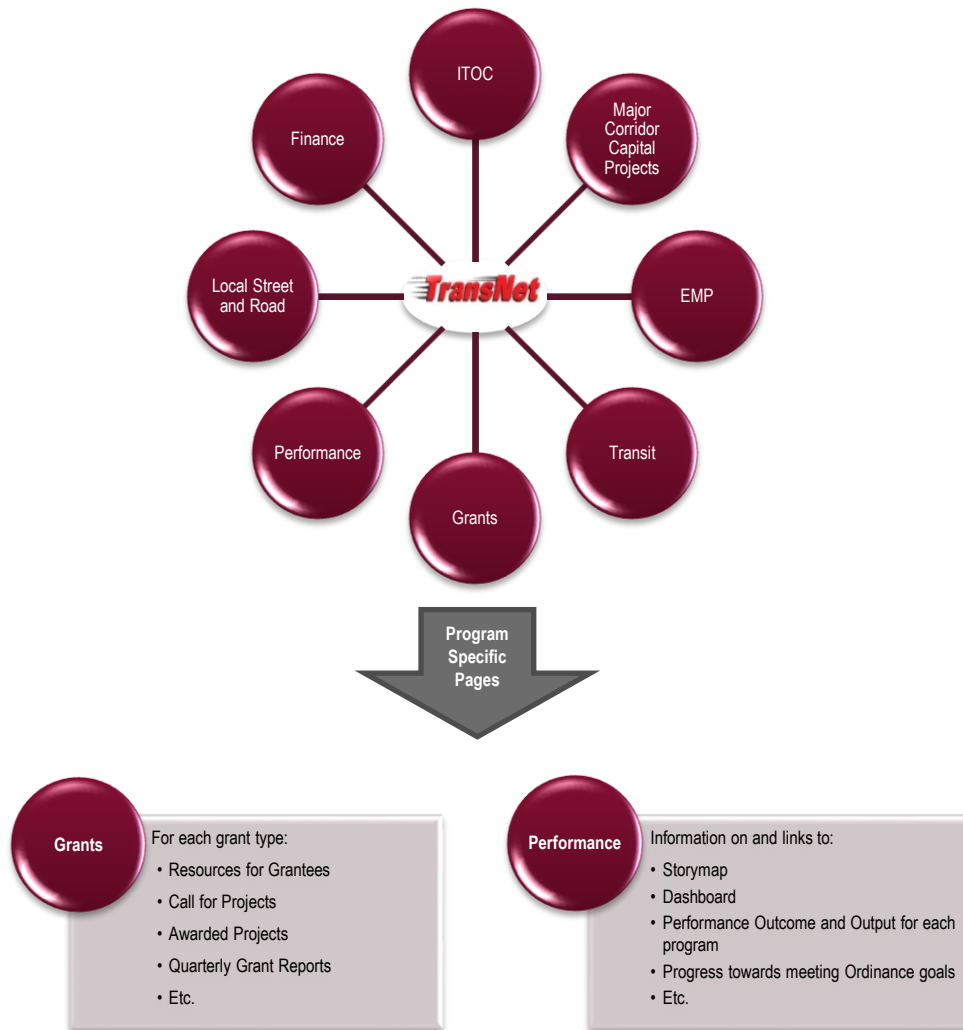 ITOC
Major
Corridor
Capital
Projects
Finance
Local Street
and Road
TransNet
EMP
Performance
Transit
Grants
Program
Specific
Pages
Grants
For each grant type:
• Resources for Grantees
• Call for Projects
• Awarded Projects
• Quarterly Grant Reports
• Etc.
Performance
Information on and links to:
• Storymap
• Dashboard
• Performance Outcome and Output for each
program
• Progress towards meeting Ordinance goals
• Etc.